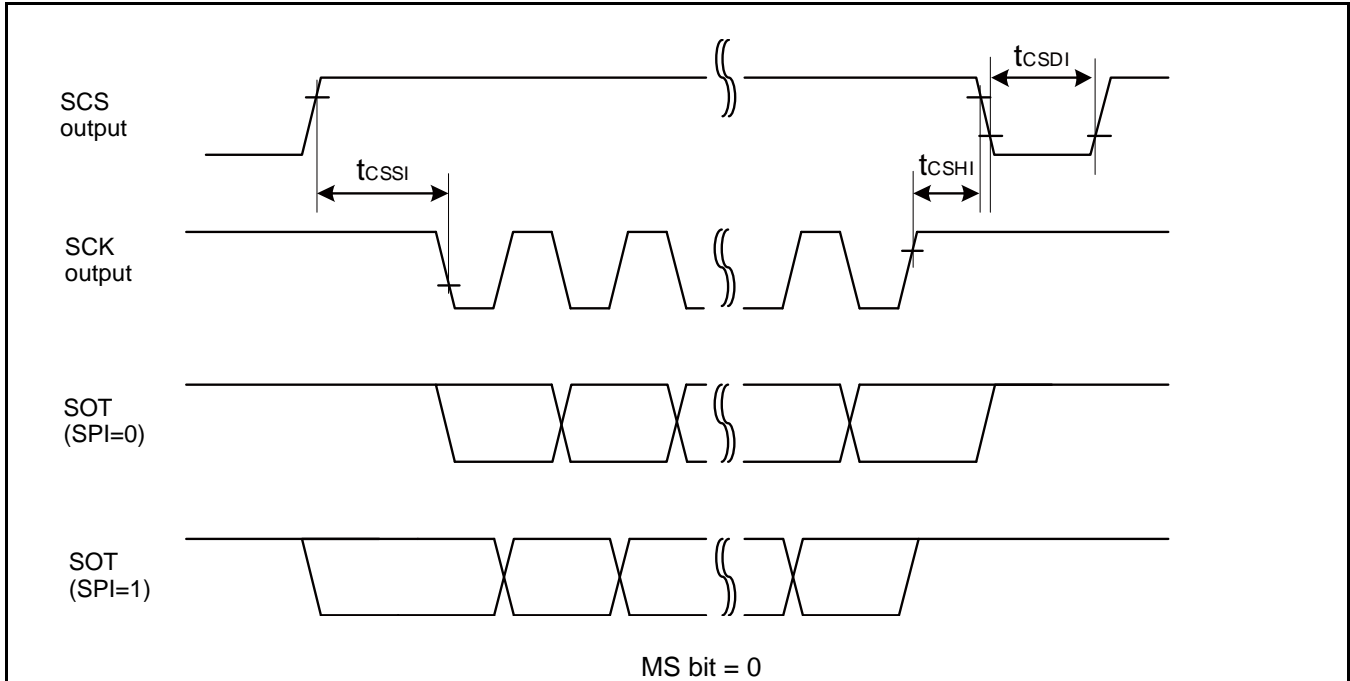 SCS
output
tCSDI
tCSSI
tCSHI
SCK
output
SOT
(SPI=0)
SOT
(SPI=1)
MS bit = 0